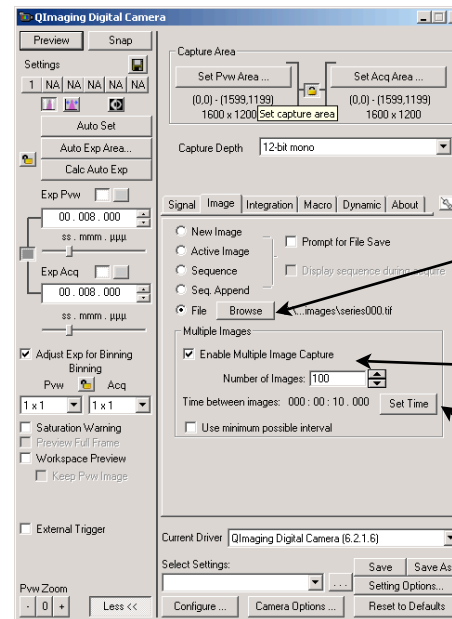 QImaging Digital Camera
Preview Snap
Settings
1 NA NA NA NA NA
Auto Set
Auto Exp Area...
Calc Auto Exp
Exp Pvw
00 . 008 . 000
ss . mmm . µµµ
Exp Acq
00 . 008 . 000
ss . mmm . µµµ
Adjust Exp for Binning
Binning
Pvw Acq
1 x 1 1 x 1
Saturation Warning
Preview Full Frame
Workspace Preview
Keep Pvw Image
External Trigger
Pvw Zoom
- 0 + Less <<
Capture Area
Set Pvw Area ... Set Acq Area ...
(0,0) - (1599,1199) (0,0) - (1599,1199)
1600 x 1200 Set capture area 1600 x 1200
Capture Depth 12-bit mono
Signal Image Integration Macro Dynamic About
New Image
Active Image
Sequence
Seq. Append
Prompt for File Save
Display sequence during acquire
File Browse \...images\series000.tif
Multiple Images
Enable Multiple Image Capture
Number of Images: 100
Time between images: 000 : 00 : 10 . 000 Set Time
Use minimum possible interval
Current Driver QImaging Digital Camera (6.2.1.6)
Select Settings:
... Save Save As
Setting Options...
Configure ... Camera Options ... Reset to Defaults